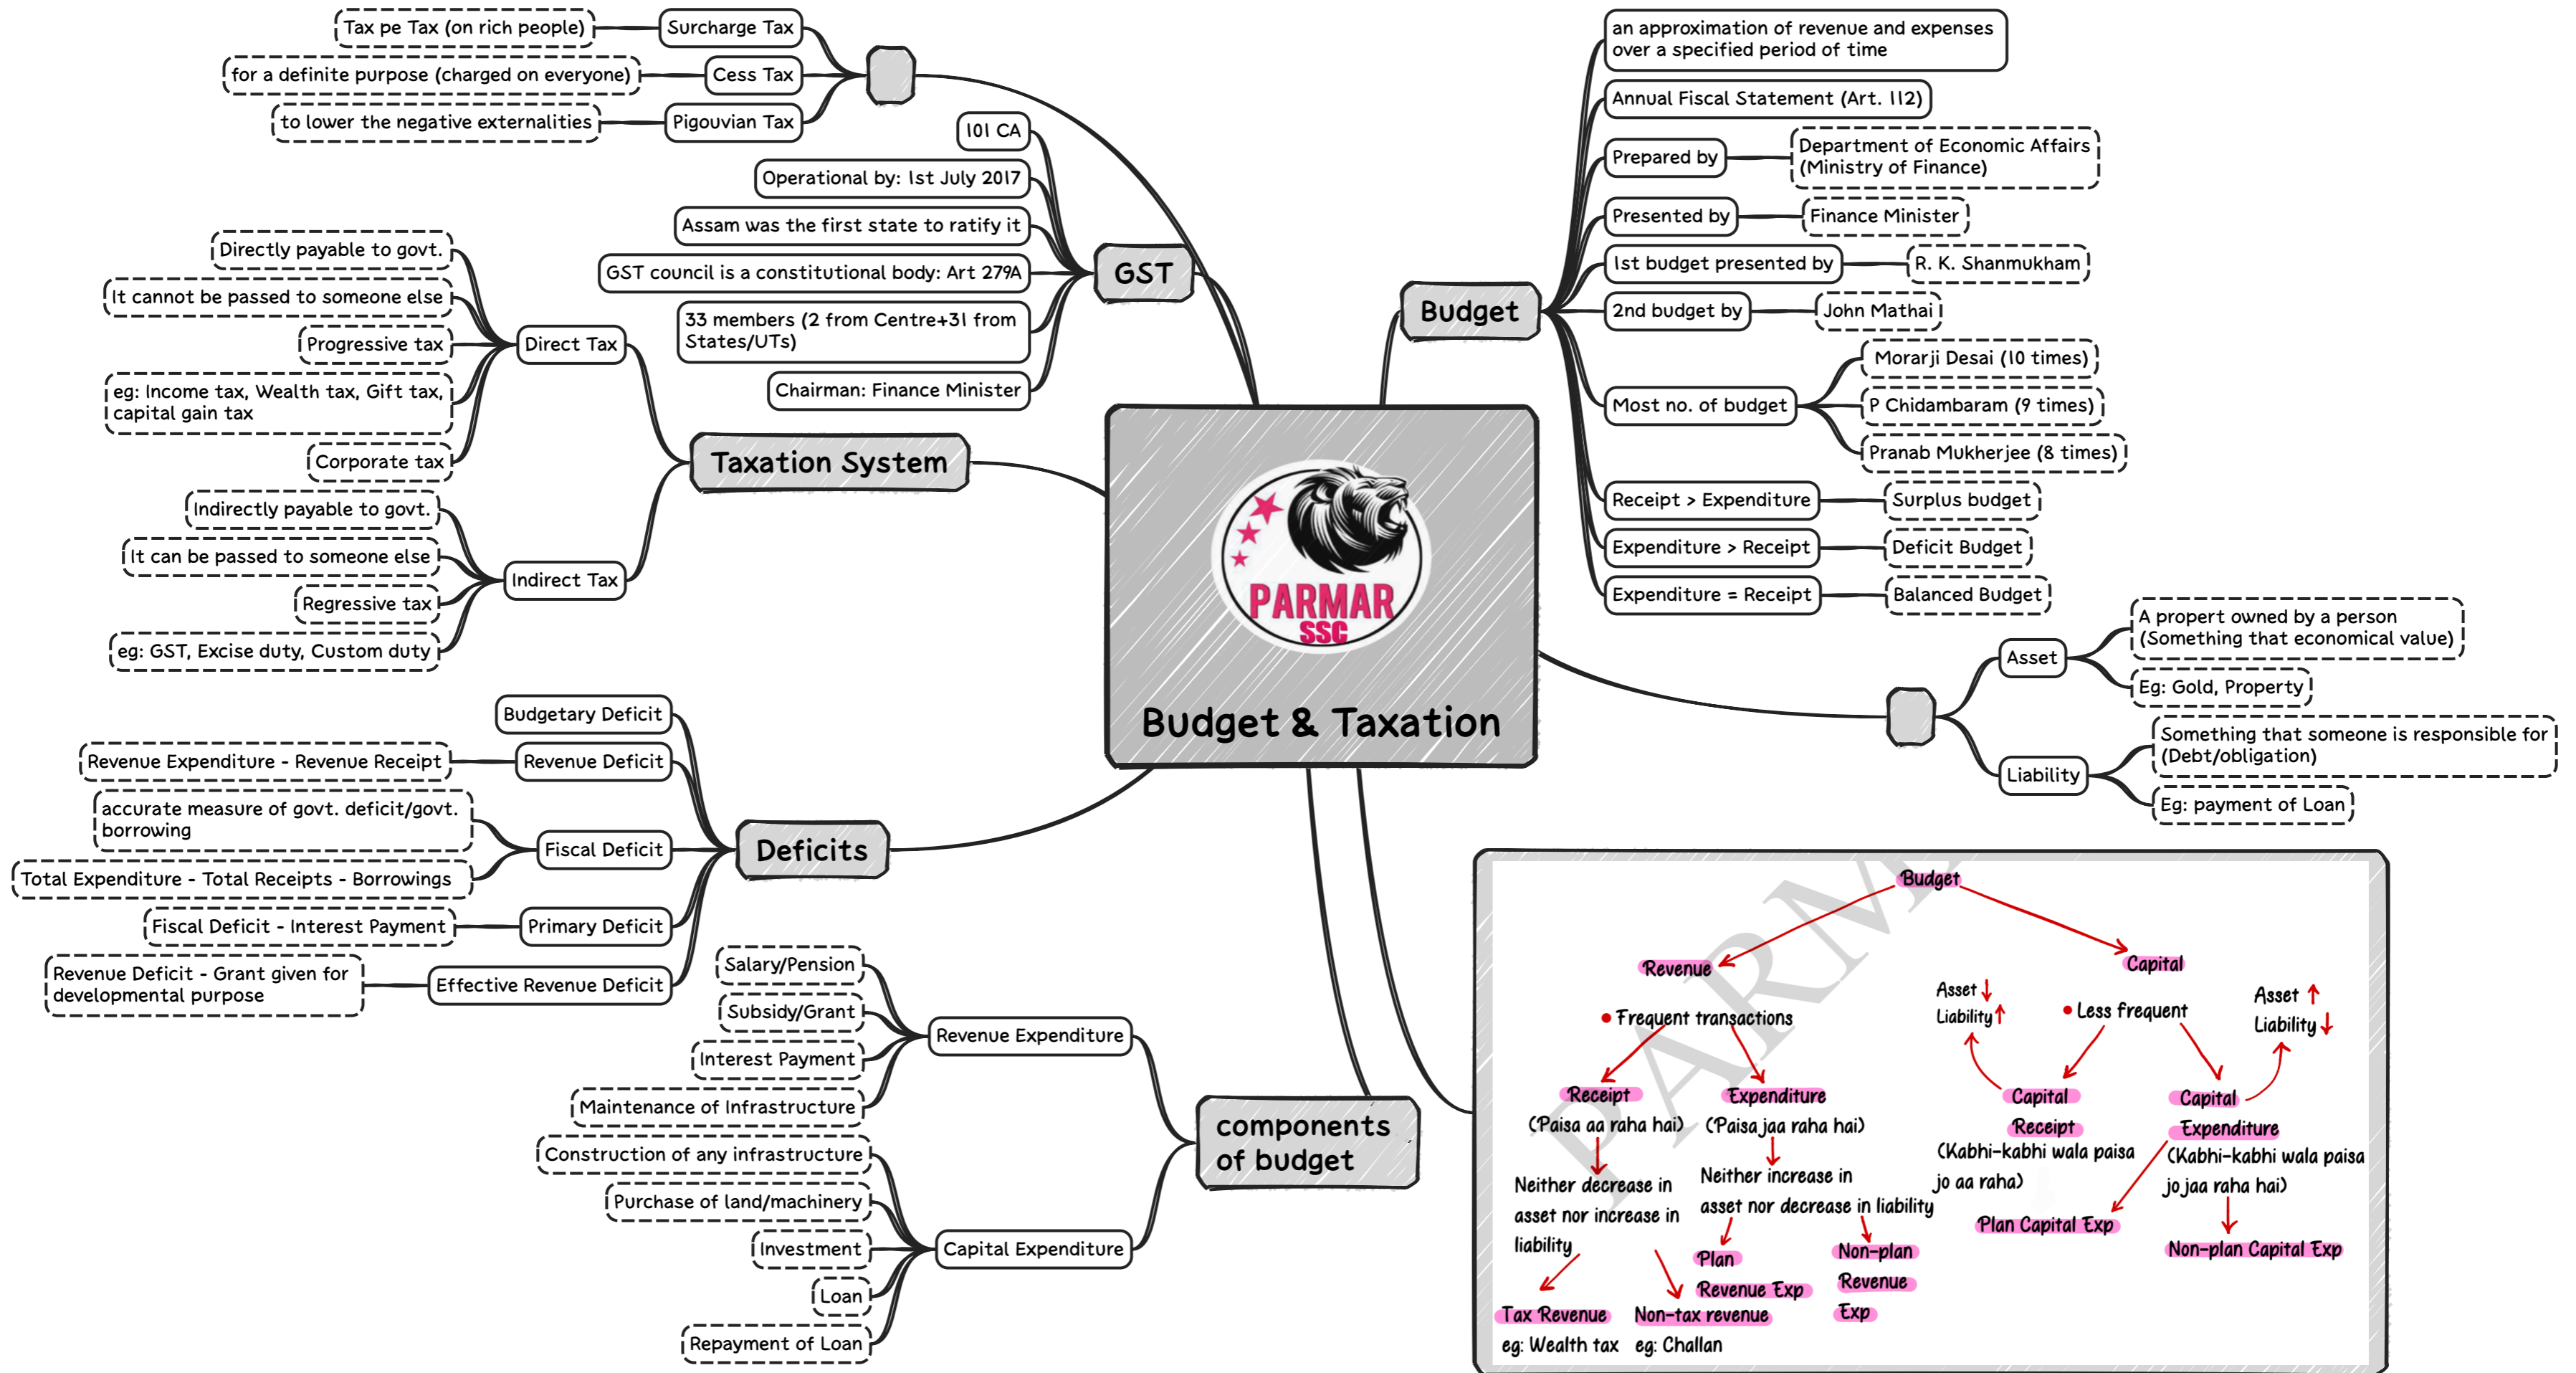 Tax pe Tax (on rich people)
Surcharge Tax
for a definite purpose (charged on everyone)
Cess Tax
to lower the negative externalities
Pigouvian Tax
101 CA
Operational by: 1st July 2017
Assam was the first state to ratify it
GST council is a constitutional body: Art 279A
33 members (2 from Centre+31 from
States/UTs)
Chairman: Finance Minister
GST
Directly payable to govt.
It cannot be passed to someone else
Progressive tax
eg: Income tax, Wealth tax, Gift tax,
capital gain tax
Corporate tax
Direct Tax
Indirectly payable to govt.
It can be passed to someone else
Regressive tax
eg: GST, Excise duty, Custom duty
Indirect Tax
Taxation System
Budgetary Deficit
Revenue Expenditure - Revenue Receipt
Revenue Deficit
accurate measure of govt. deficit/govt.
borrowing
Total Expenditure - Total Receipts - Borrowings
Fiscal Deficit
Fiscal Deficit - Interest Payment
Primary Deficit
Revenue Deficit - Grant given for
developmental purpose
Effective Revenue Deficit
Deficits
Salary/Pension
Subsidy/Grant
Interest Payment
Maintenance of Infrastructure
Revenue Expenditure
Construction of any infrastructure
Purchase of land/machinery
Investment
Loan
Repayment of Loan
Capital Expenditure
components
of budget
PARMAR
SSC
Budget & Taxation
Budget
an approximation of revenue and expenses
over a specified period of time
Annual Fiscal Statement (Art. 112)
Prepared by
Department of Economic Affairs
(Ministry of Finance)
Presented by
Finance Minister
1st budget presented by
R. K. Shanmukham
2nd budget by
John Mathai
Most no. of budget
Morarji Desai (10 times)
P Chidambaram (9 times)
Pranab Mukherjee (8 times)
Receipt > Expenditure
Surplus budget
Expenditure > Receipt
Deficit Budget
Expenditure = Receipt
Balanced Budget
Asset
A propert owned by a person
(Something that economical value)
Eg: Gold, Property
Liability
Something that someone is responsible for
(Debt/obligation)
Eg: payment of Loan
PARM
Budget
Revenue
• Frequent transactions
Receipt
(Paisa aa raha hai)
Neither decrease in
asset nor increase in
liability
Tax Revenue
eg: Wealth tax
Non-tax revenue
eg: Challan
Expenditure
(Paisa jaa raha hai)
Neither increase in
asset nor decrease in liability
Plan
Revenue Exp
Non-plan
Revenue
Exp
Capital
• Less frequent
Asset ↓
Liability ↑
Capital
Receipt
(Kabhi-kabhi wala paisa
jo aa raha)
Asset ↑
Liability ↓
Capital
Expenditure
(Kabhi-kabhi wala paisa
jo jaa raha hai)
Plan Capital Exp
Non-plan Capital Exp